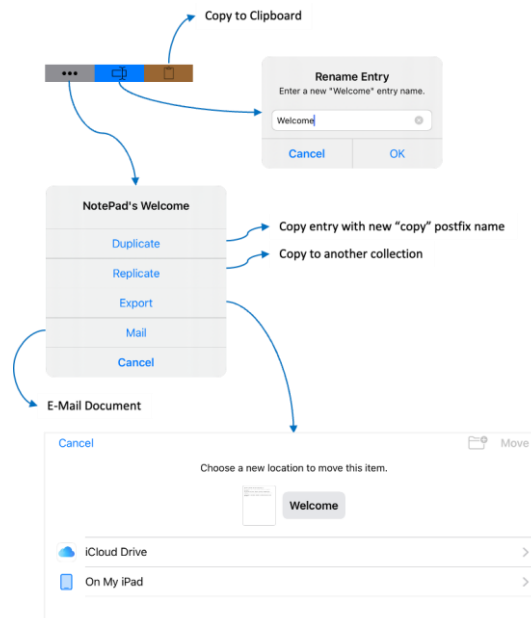 Copy to Clipboard
Rename Entry
Enter a new "Welcome" entry name.
Welcome
Cancel
OK
NotePad's Welcome
Duplicate
Copy entry with new “copy” postfix name
Replicate
Copy to another collection
Export
Mail
Cancel
E-Mail Document
Cancel
Move
Choose a new location to move this item.
Welcome
iCloud Drive
On My iPad